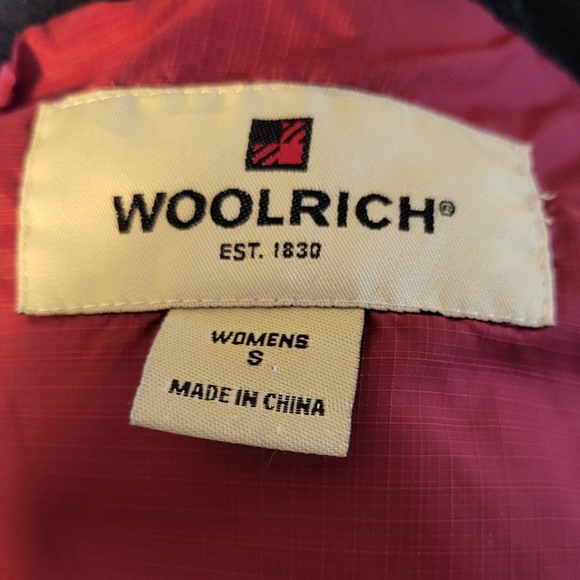 WOOLRICH®
EST. 1830
WOMENS
S
MADE IN CHINA